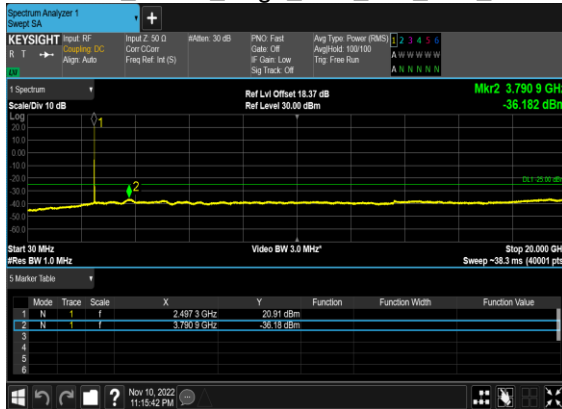 Spectrum Analyzer 1
Swept SA
+
KEYSIGHT Input: RF Input Z: 50 Ω #Atten: 30 dB PNO: Fast Avg Type: Power (RMS) 1 2 3 4 5 6
R T Coupling: DC Corr CCorr Gate: Off Avg|Hold: 100/100 A W W W W W
Align: Auto Freq Ref: Int (S) IF Gain: Low Trig: Free Run
Sig Track: Off A N N N N N
1 Spectrum Ref Lvl Offset 18.37 dB Mkr2 3.790 9 GHz
Scale/Div 10 dB Ref Level 30.00 dBm -36.182 dBm
Log
20.0
10.0
0.00
-10.0
-20.0
-30.0
-40.0
-50.0
-60.0
1
2
DL1 -25.00 dBm
Start 30 MHz Video BW 3.0 MHz* Stop 20.000 GHz
#Res BW 1.0 MHz Sweep ~38.3 ms (40001 pts)
5 Marker Table
Mode Trace Scale X Y Function Function Width Function Value
1 N 1 f 2.497 3 GHz 20.91 dBm
2 N 1 f 3.790 9 GHz -36.18 dBm
3
4
5
6
? Nov 10, 2022
11:15:42 PM